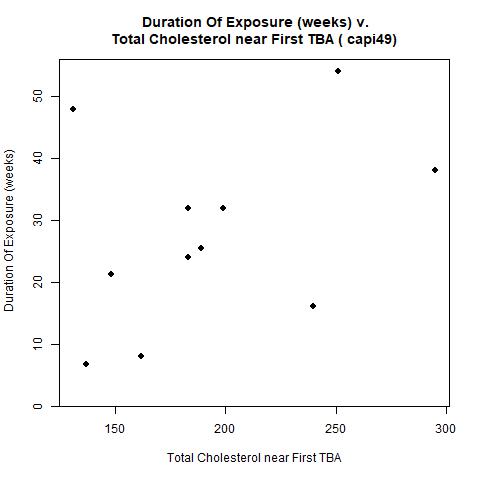 Duration Of Exposure (weeks) v.
Total Cholesterol near First TBA ( capi49)
Duration Of Exposure (weeks)
50
40
30
20
10
0
150
200
250
300
Total Cholesterol near First TBA